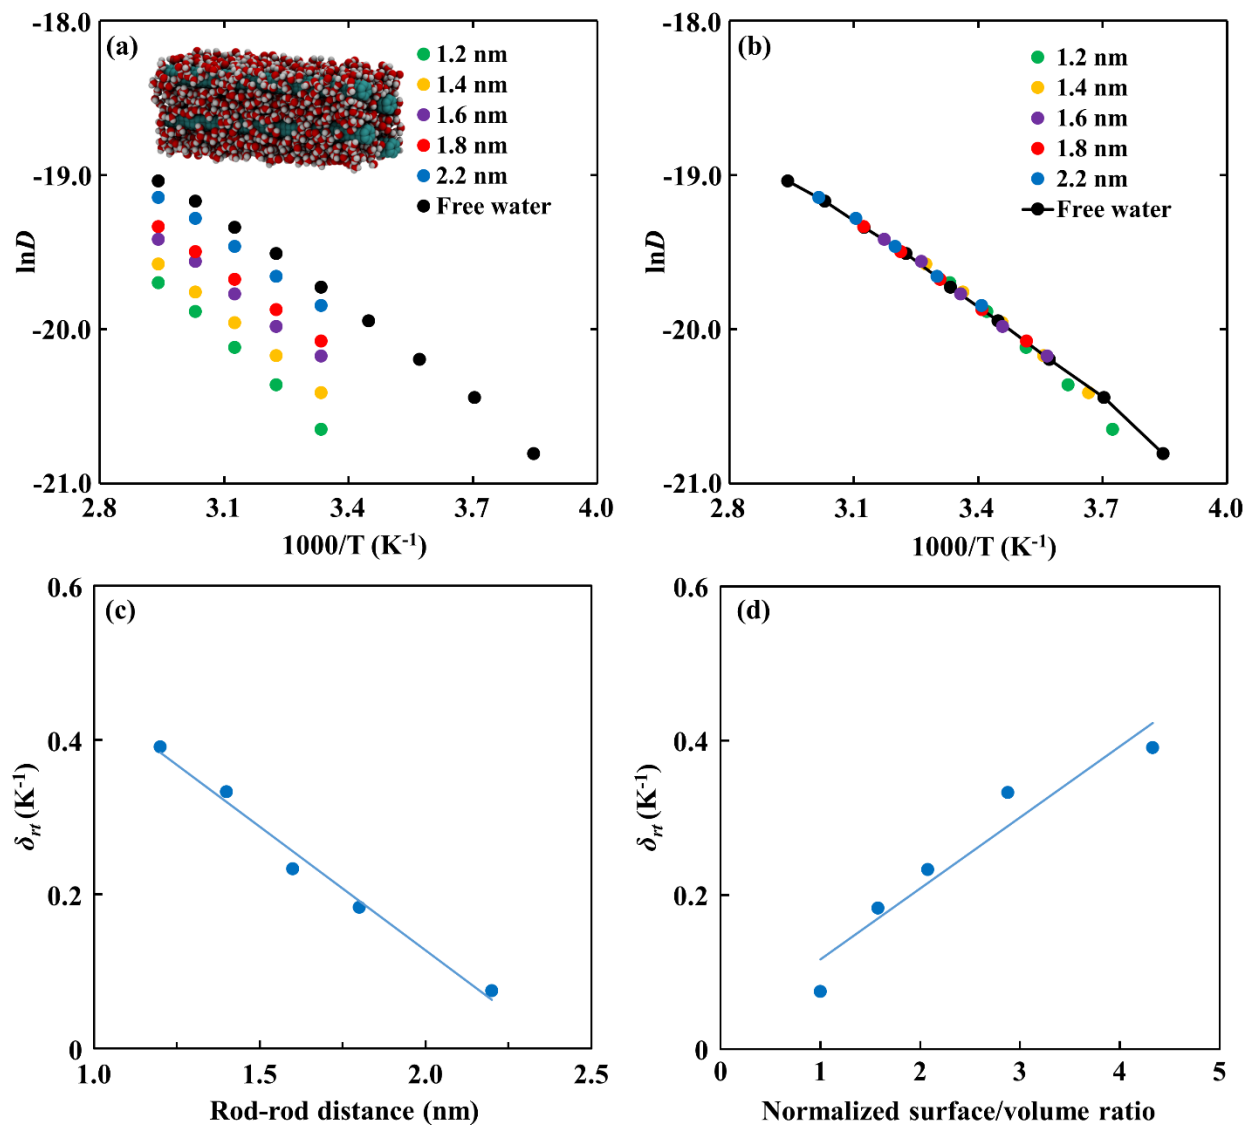 (a)
-18.0
-19.0
-20.0
-21.0
lnD
1.2 nm
1.4 nm
1.6 nm
1.8 nm
2.2 nm
Free water
2.8 3.1 3.4 3.7 4.0
1000/T (K-1)
(b)
-18.0
-19.0
-20.0
-21.0
lnD
1.2 nm
1.4 nm
1.6 nm
1.8 nm
2.2 nm
Free water
2.8 3.1 3.4 3.7 4.0
1000/T (K-1)
(c)
0.6
0.4
0.2
0
δrt (K-1)
1.0 1.5 2.0 2.5
Rod-rod distance (nm)
(d)
0.6
0.4
0.2
0
δrt (K-1)
0 1 2 3 4 5
Normalized surface/volume ratio